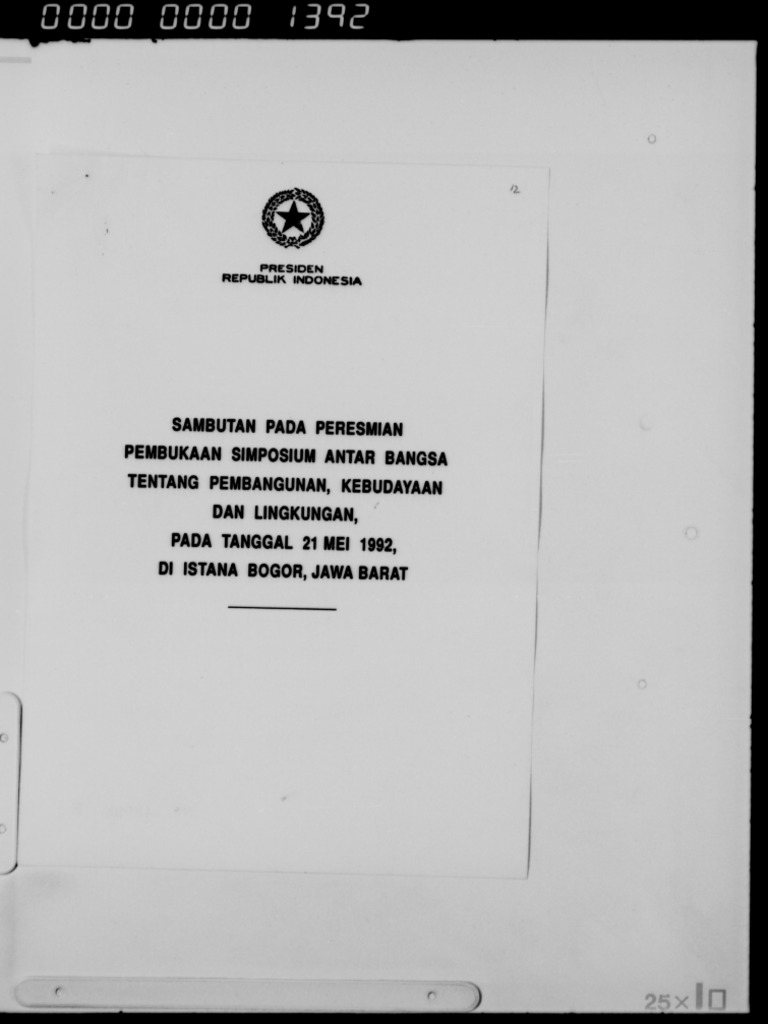 0000 0000 1392
12
PRESIDEN
REPUBLIK INDONESIA
SAMBUTAN PADA PERESMIAN
PEMBUKAAN SIMPOSIUM ANTAR BANGSA
TENTANG PEMBANGUNAN, KEBUDAYAAN
DAN LINGKUNGAN,
PADA TANGGAL 21 MEI 1992,
DI ISTANA BOGOR, JAWA BARAT
25×